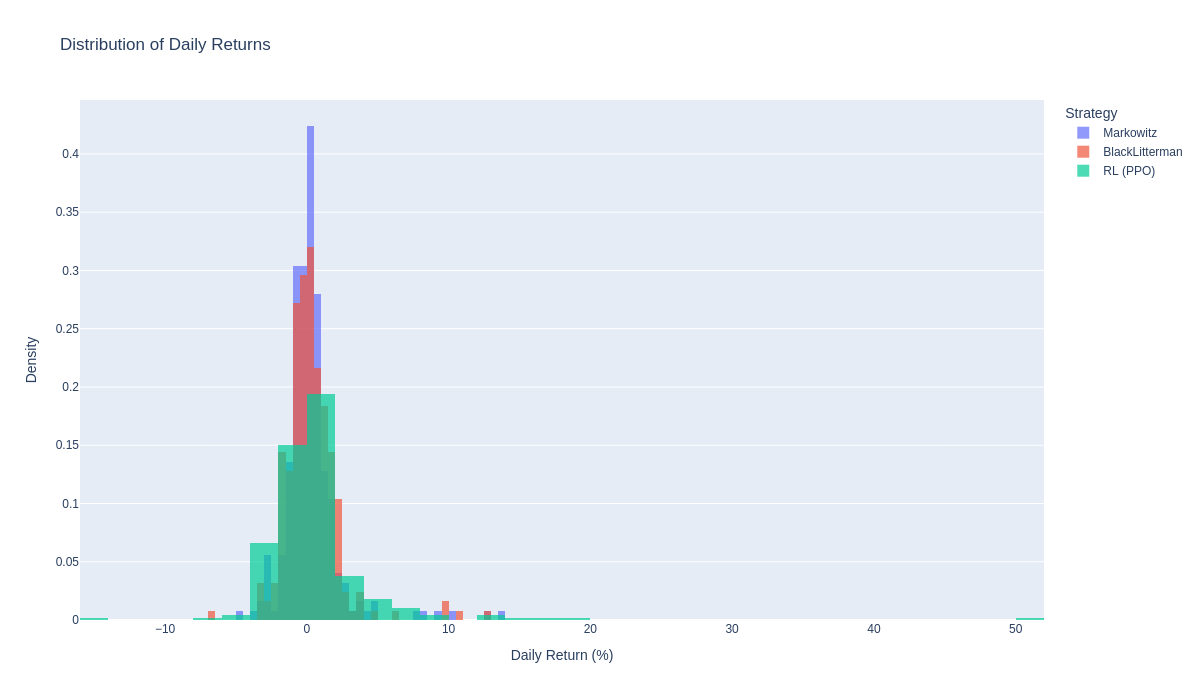 Distribution of Daily Returns
Strategy
Markowitz
BlackLitterman
RL (PPO)
Density
0.4
0.35
0.3
0.25
0.2
0.15
0.1
0.05
0
−10
0
10
20
30
40
50
Daily Return (%)